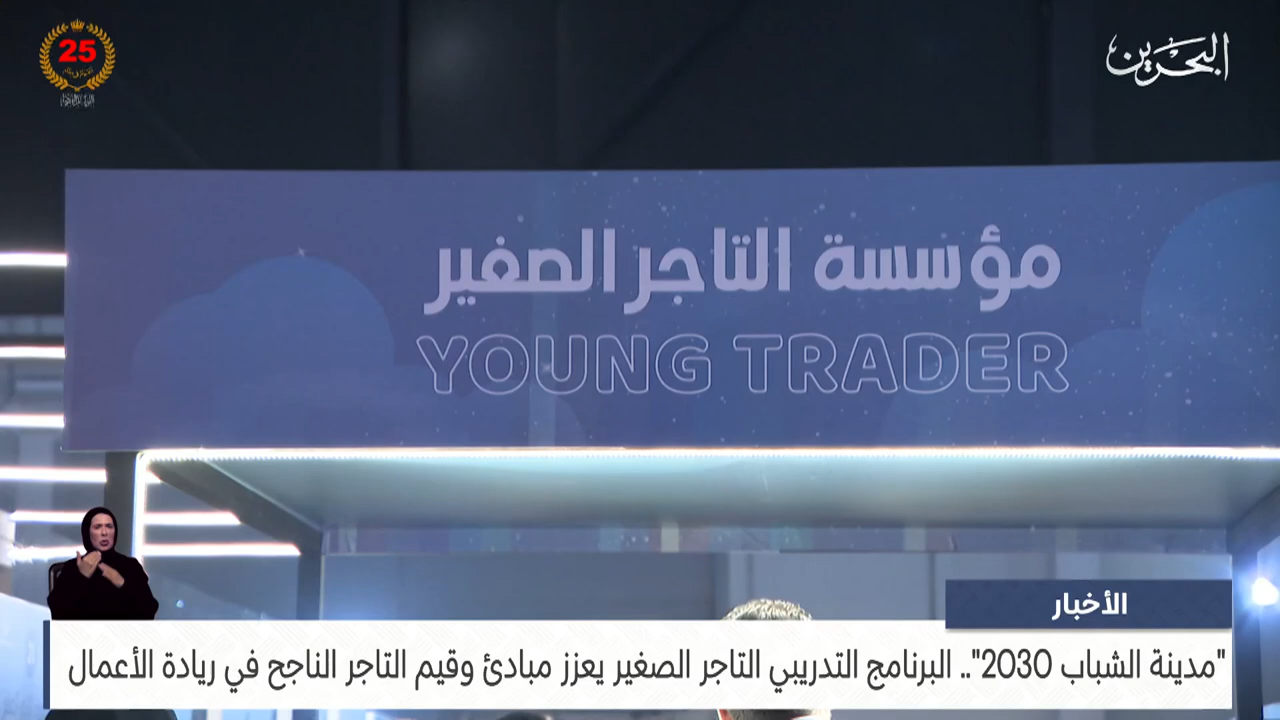 25
البحرين
مؤسسة التاجر الصغير
YOUNG TRADER
الأخبار
"مدينة الشباب 2030".. البرنامج التدريبي التاجر الصغير يعزز مبادئ وقيم التاجر الناجح في ريادة الأعمال